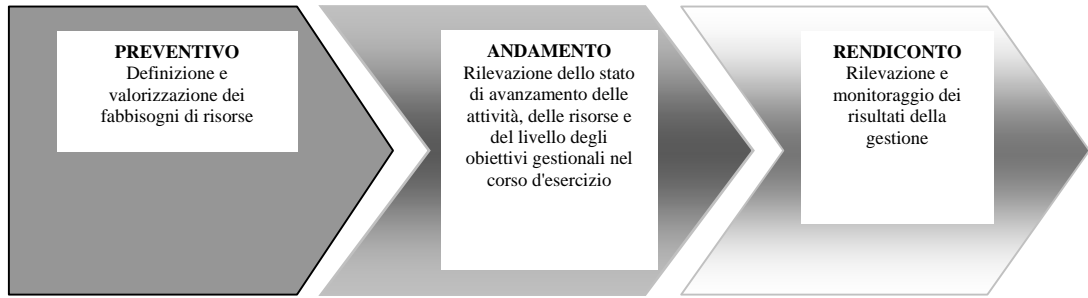 PREVENTIVO
Definizione e
valorizzazione dei
fabbisogni di risorse
ANDAMENTO
Rilevazione dello stato
di avanzamento delle
attività, delle risorse e
del livello degli
obiettivi gestionali nel
corso d'esercizio
RENDICONTO
Rilevazione e
monitoraggio dei
risultati della
gestione